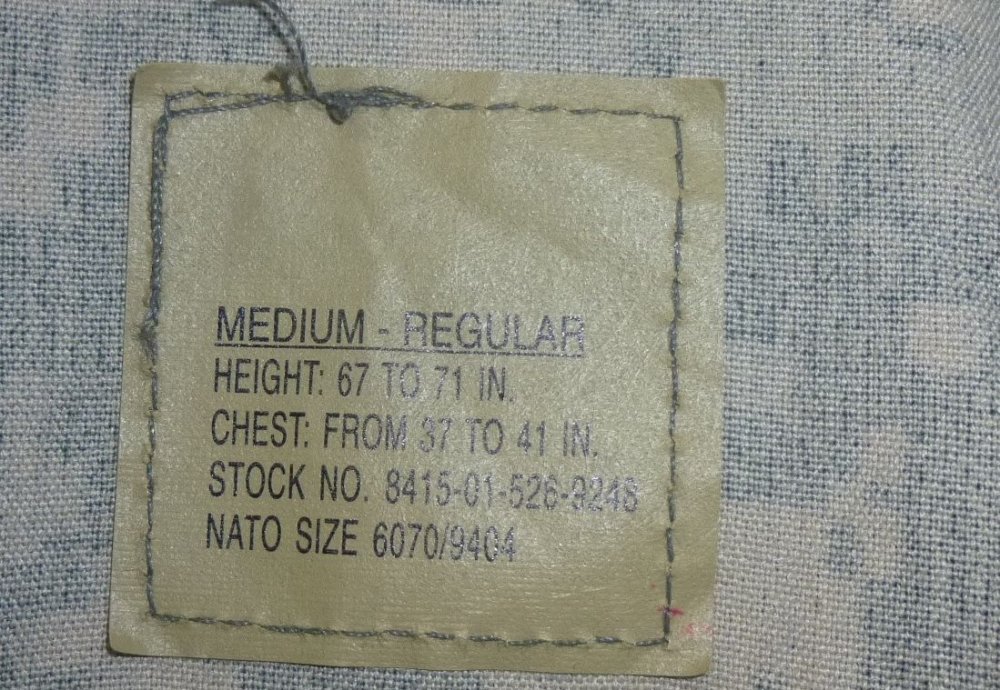 MEDIUM - REGULAR
HEIGHT: 67 TO 71 IN.
CHEST: FROM 37 TO 41 IN.
STOCK NO. 8415-01-526-9248
NATO SIZE 6070/9404